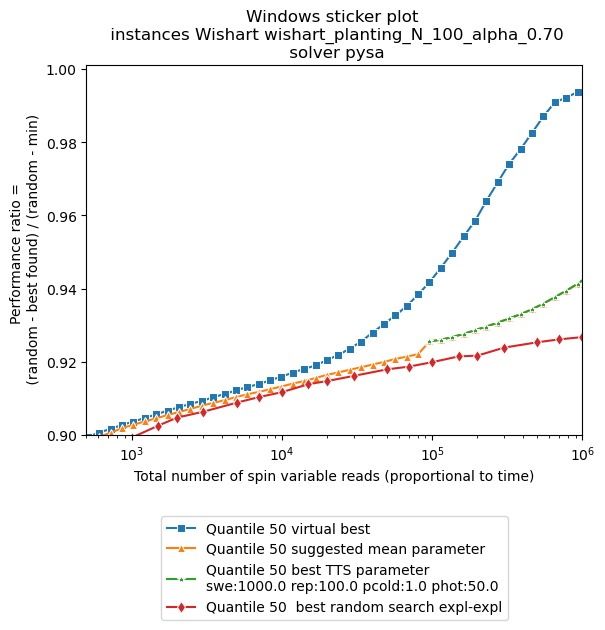 Windows sticker plot
instances Wishart wishart_planting_N_100_alpha_0.70
solver pysa
1.00
0.98
0.96
0.94
0.92
0.90
Performance ratio =
(random - best found) / (random - min)
10³
10⁴
10⁵
10⁶
Total number of spin variable reads (proportional to time)
Quantile 50 virtual best
Quantile 50 suggested mean parameter
Quantile 50 best TTS parameter
swe:1000.0 rep:100.0 pcold:1.0 phot:50.0
Quantile 50  best random search expl-expl